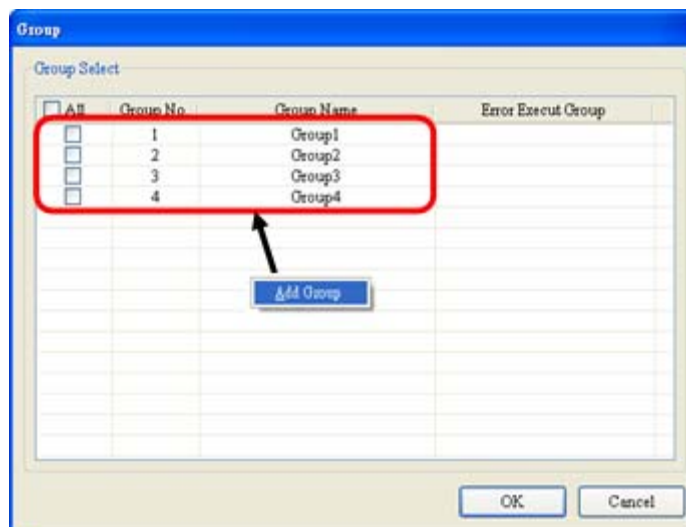 Group
Group Select
All Group No. Group Name Error Execut Group
1 Group1
2 Group2
3 Group3
4 Group4
Add Group
OK Cancel